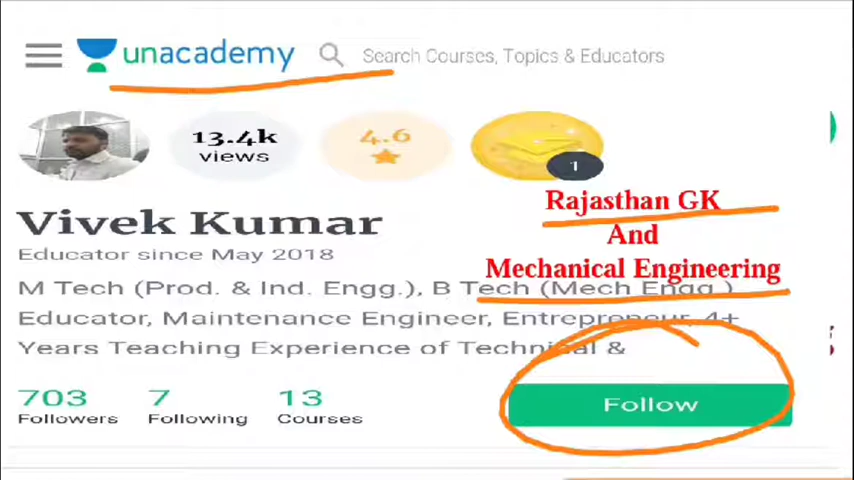 unacademy
Search Courses, Topics & Educators
13.4k
views
4.6
1
Rajasthan GK
And
Mechanical Engineering
Vivek Kumar
Educator since May 2018
M Tech (Prod. & Ind. Engg.), B Tech (Mech Engg.)
Educator, Maintenance Engineer, Entrepreneur, 4+
Years Teaching Experience of Technical &
703
Followers
7
Following
13
Courses
Follow